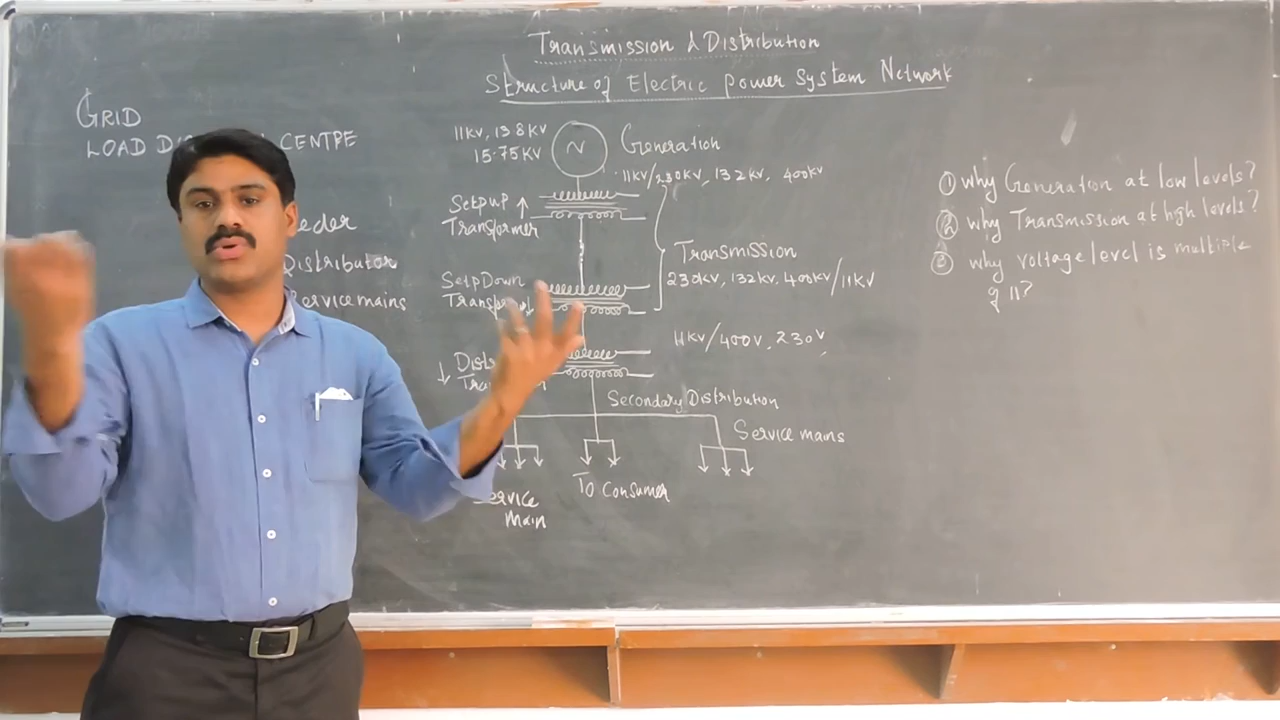 Transmission & Distribution
Structure of Electric Power System Network
GRID
LOAD CENTRE
Distributor
Service mains
11KV, 13.8KV
15.75KV
Generation
11KV/230KV, 132KV, 400KV
Setpup ↑
Transformer
Transmission
230KV, 132KV, 400KV/11KV
SetpDown
11KV/400V, 230V
↓
Secondary Distribution
Service mains
To Consumer
Service
Main
① why Generation at low levels?
② why Transmission at high levels?
③ why voltage level is multiple
of 11?